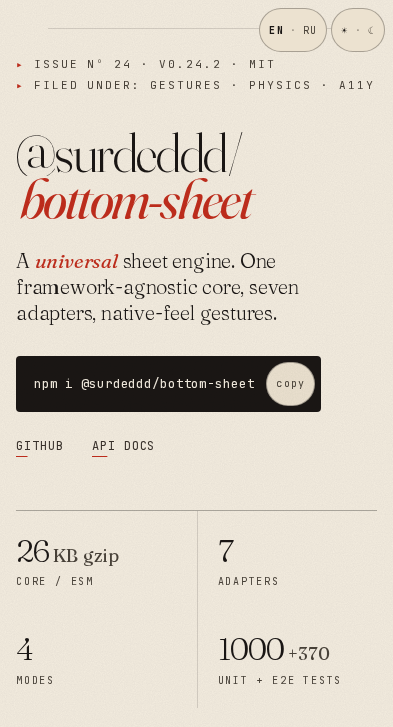 EN · RU
☀ · ☾
▸ ISSUE N° 24 · V0.24.2 · MIT
▸ FILED UNDER: GESTURES · PHYSICS · A11Y
@surdeddd/
bottom-sheet
A universal sheet engine. One
framework-agnostic core, seven
adapters, native-feel gestures.
npm i @surdeddd/bottom-sheet
copy
GITHUB API DOCS
26 KB gzip
CORE / ESM
7
ADAPTERS
4
MODES
1000 +370
UNIT + E2E TESTS